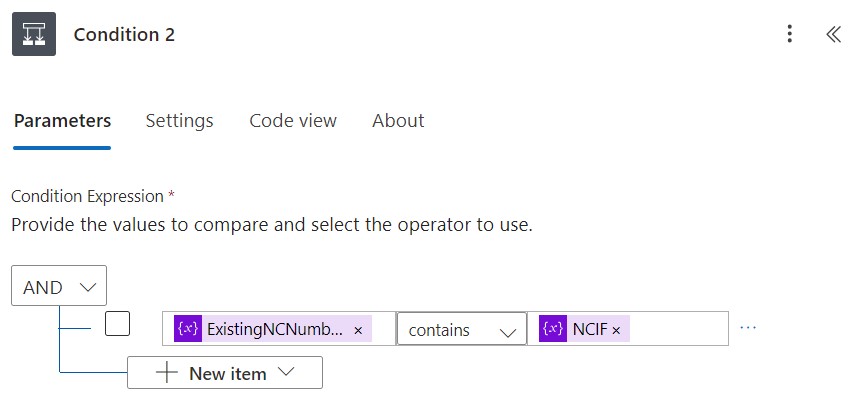 Condition 2
Parameters Settings Code view About
Condition Expression *
Provide the values to compare and select the operator to use.
AND
{x} ExistingNCNumb... × contains {x} NCIF ×
New item